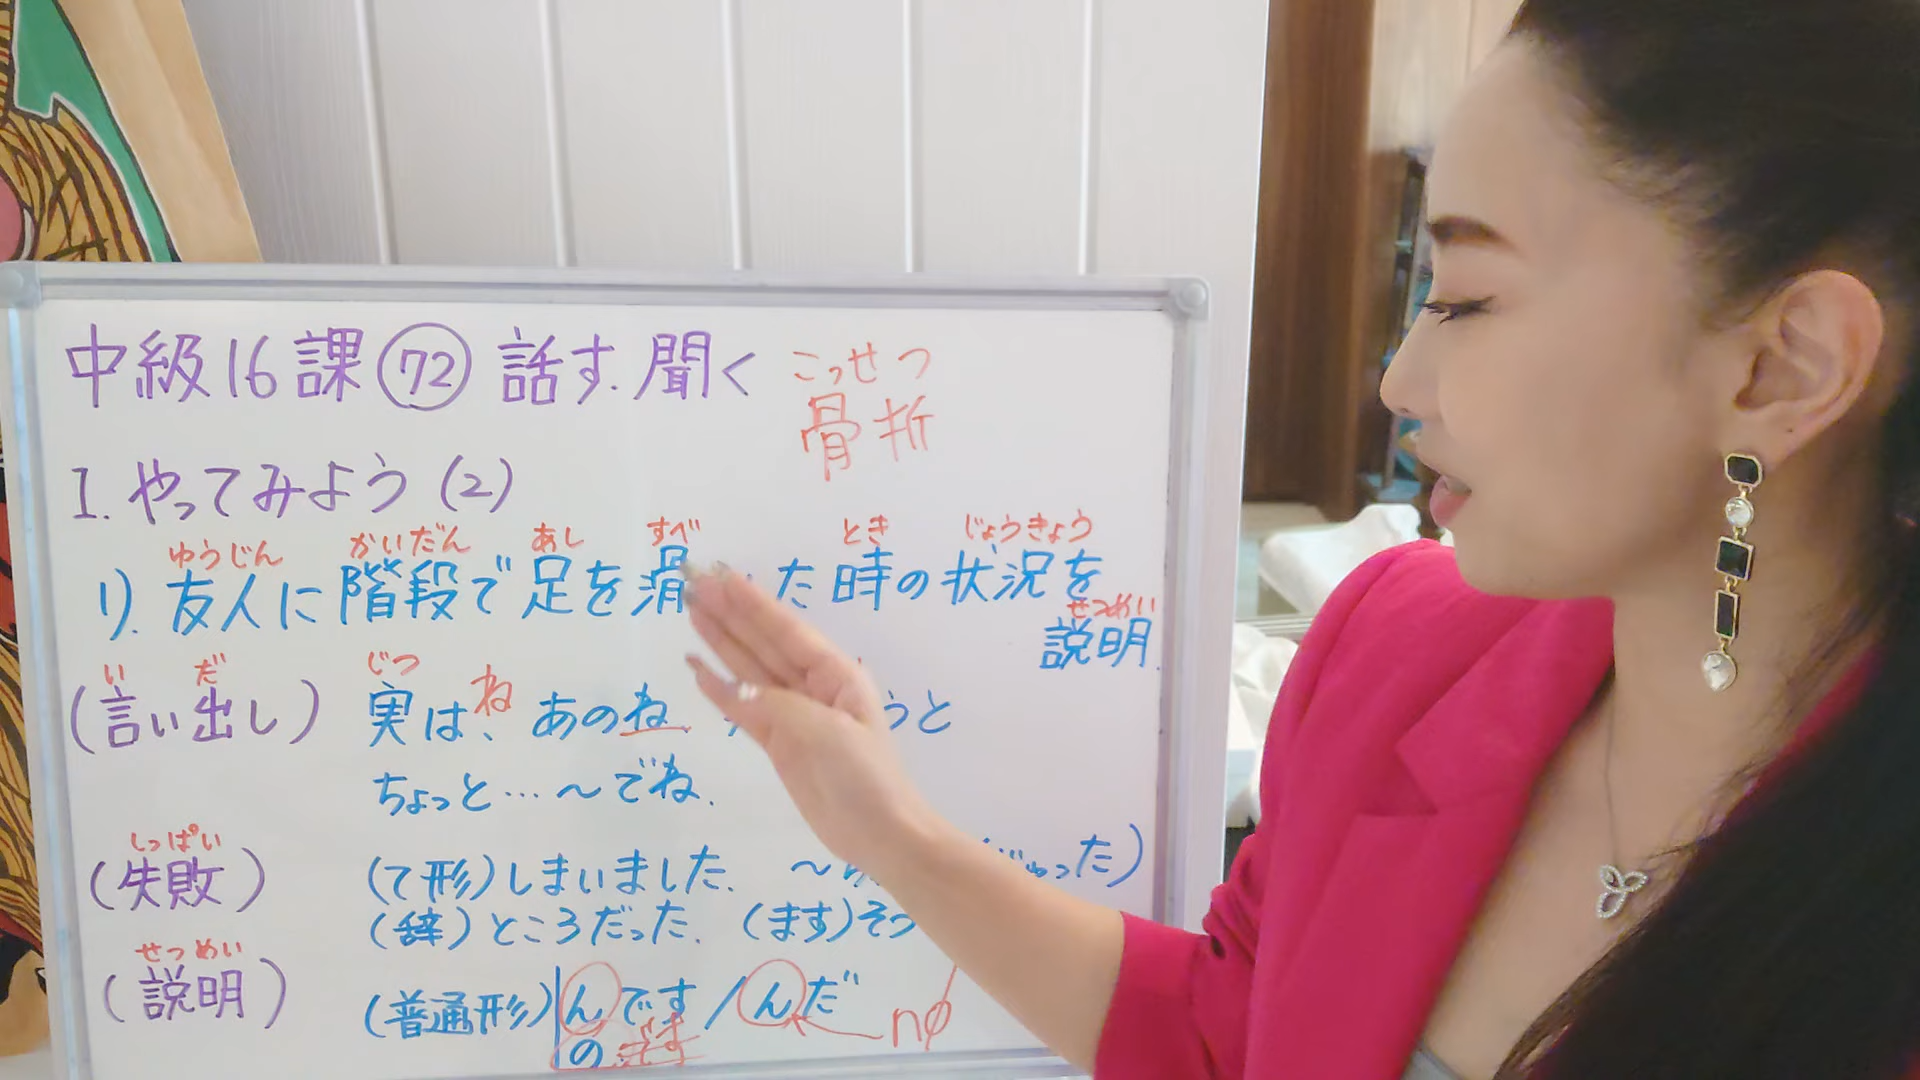 中級16課 ㋲ 話す.聞く
こっせつ
骨折
I. やってみよう (2)
ゆうじん かいだん あし すべ とき じょうきょう
1). 友人に階段で足を滑 た時の状況を
せつめい
説明.
い だ じつ
(言い出し) 実は、ね あのね うと
ちょっと…～でね.
しっぱい
(失敗) (て形)しまいました. ～ った)
(辞)ところだった. (ます)そう
せつめい
(説明) (普通形)んです/んだ nø
のです